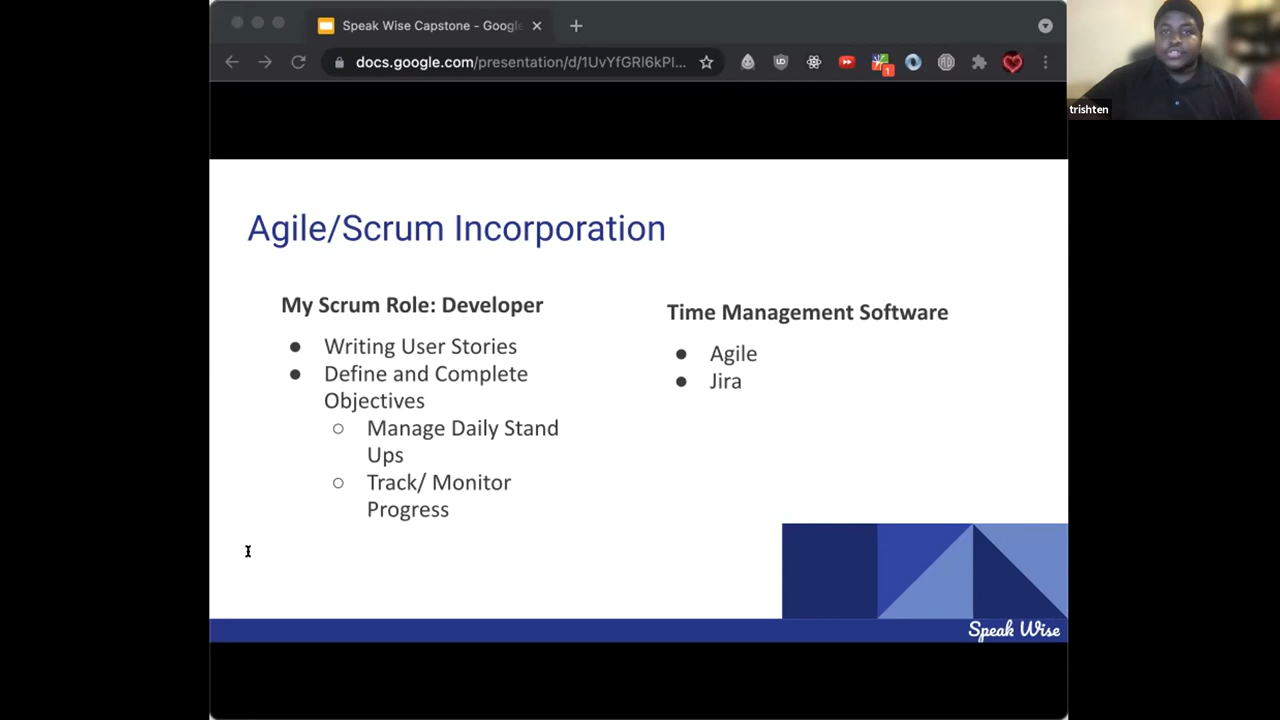 Speak Wise Capstone - Googl
docs.google.com/presentation/d/1UvYfGRl6kPl...
UD
1
trishten
Agile/Scrum Incorporation
My Scrum Role: Developer
● Writing User Stories
● Define and Complete
Objectives
○ Manage Daily Stand
Ups
○ Track/ Monitor
Progress
Time Management Software
● Agile
● Jira
Speak Wise